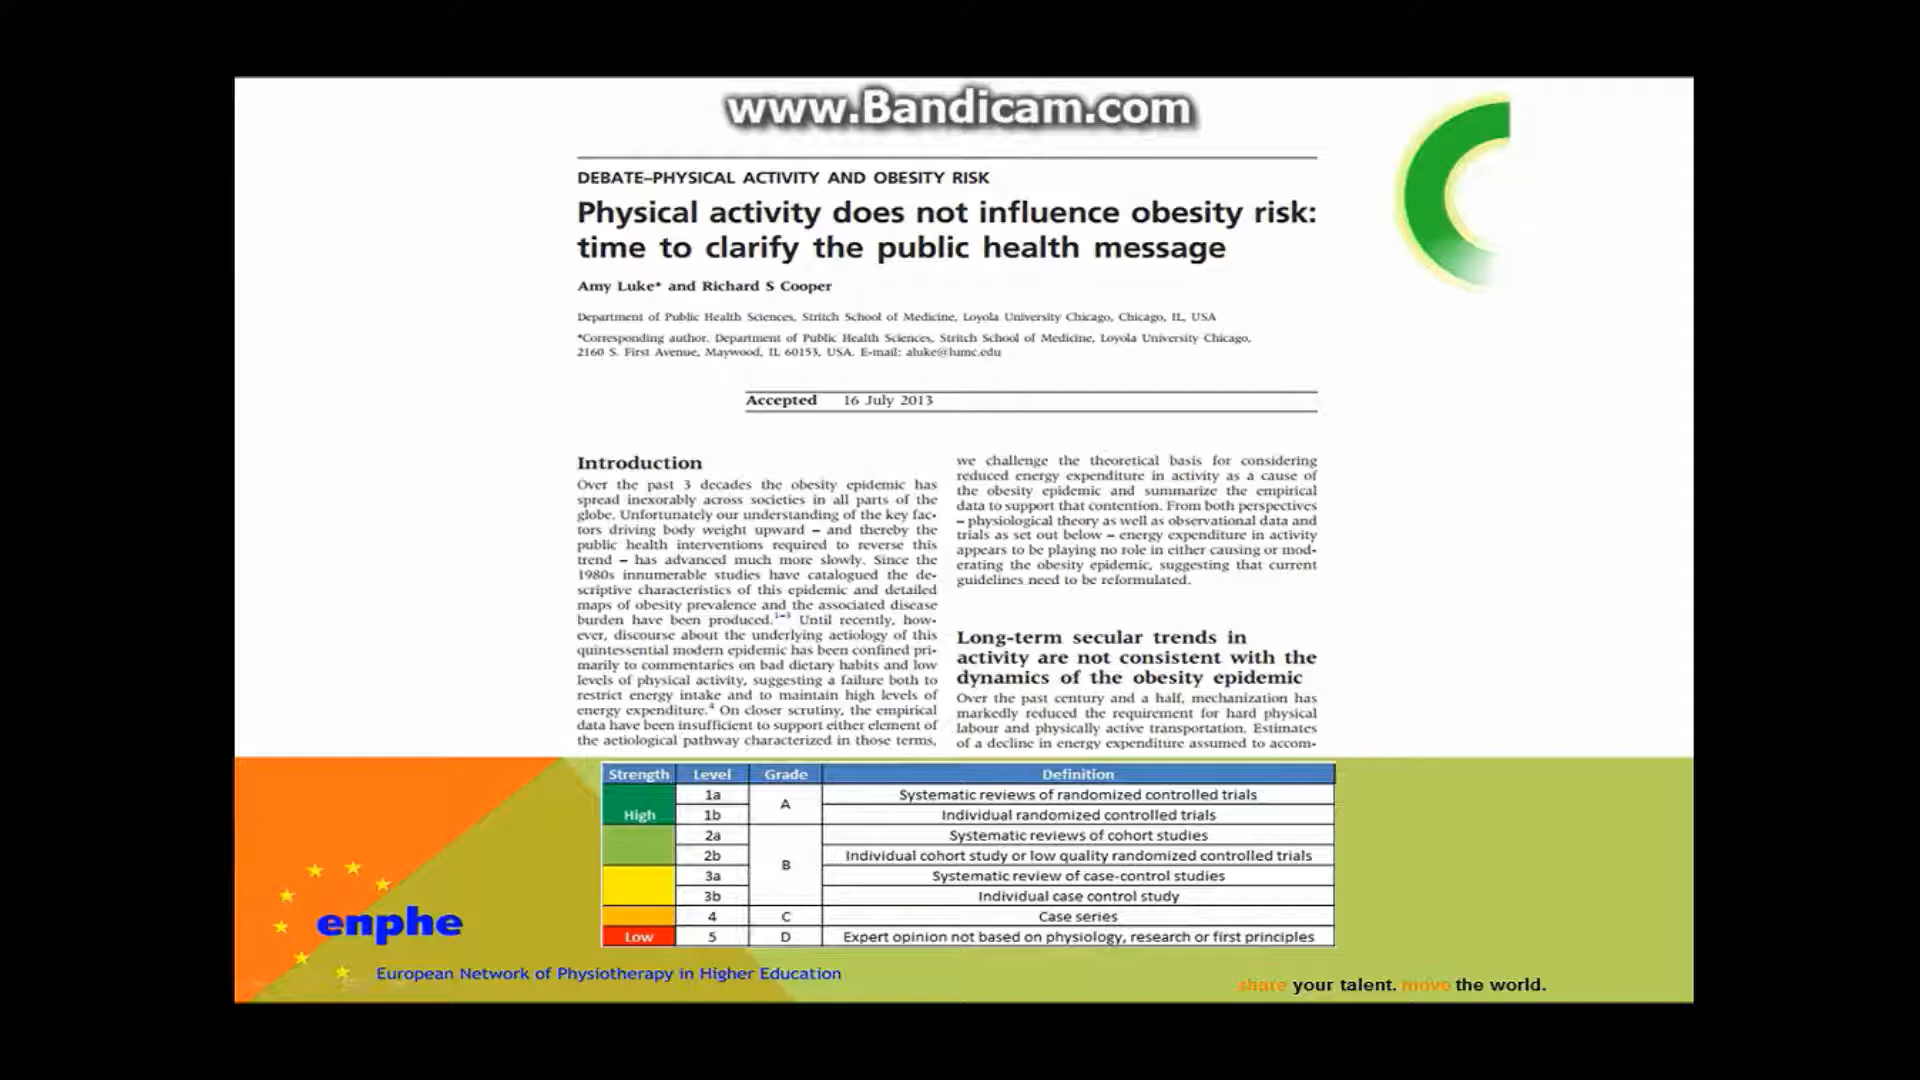 www.Bandicam.com
DEBATE–PHYSICAL ACTIVITY AND OBESITY RISK
Physical activity does not influence obesity risk:
time to clarify the public health message
Amy Luke* and Richard S Cooper
Department of Public Health Sciences, Stritch School of Medicine, Loyola University Chicago, Chicago, IL, USA
*Corresponding author. Department of Public Health Sciences, Stritch School of Medicine, Loyola University Chicago,
2160 S. First Avenue, Maywood, IL 60153, USA. E-mail: aluke@lumc.edu
Accepted 16 July 2013
Introduction
Over the past 3 decades the obesity epidemic has
spread inexorably across societies in all parts of the
globe. Unfortunately our understanding of the key fac-
tors driving body weight upward – and thereby the
public health interventions required to reverse this
trend – has advanced much more slowly. Since the
1980s innumerable studies have catalogued the de-
scriptive characteristics of this epidemic and detailed
maps of obesity prevalence and the associated disease
burden have been produced.1–3 Until recently, how-
ever, discourse about the underlying aetiology of this
quintessential modern epidemic has been confined pri-
marily to commentaries on bad dietary habits and low
levels of physical activity, suggesting a failure both to
restrict energy intake and to maintain high levels of
energy expenditure.4 On closer scrutiny, the empirical
data have been insufficient to support either element of
the aetiological pathway characterized in those terms,
we challenge the theoretical basis for considering
reduced energy expenditure in activity as a cause of
the obesity epidemic and summarize the empirical
data to support that contention. From both perspectives
– physiological theory as well as observational data and
trials as set out below – energy expenditure in activity
appears to be playing no role in either causing or mod-
erating the obesity epidemic, suggesting that current
guidelines need to be reformulated.
Long-term secular trends in
activity are not consistent with the
dynamics of the obesity epidemic
Over the past century and a half, mechanization has
markedly reduced the requirement for hard physical
labour and physically active transportation. Estimates
of a decline in energy expenditure assumed to accom-
Strength Level Grade Definition
1a A Systematic reviews of randomized controlled trials
High 1b Individual randomized controlled trials
2a Systematic reviews of cohort studies
2b B Individual cohort study or low quality randomized controlled trials
3a Systematic review of case-control studies
3b Individual case control study
4 C Case series
Low 5 D Expert opinion not based on physiology, research or first principles
enphe
European Network of Physiotherapy in Higher Education
share your talent. move the world.